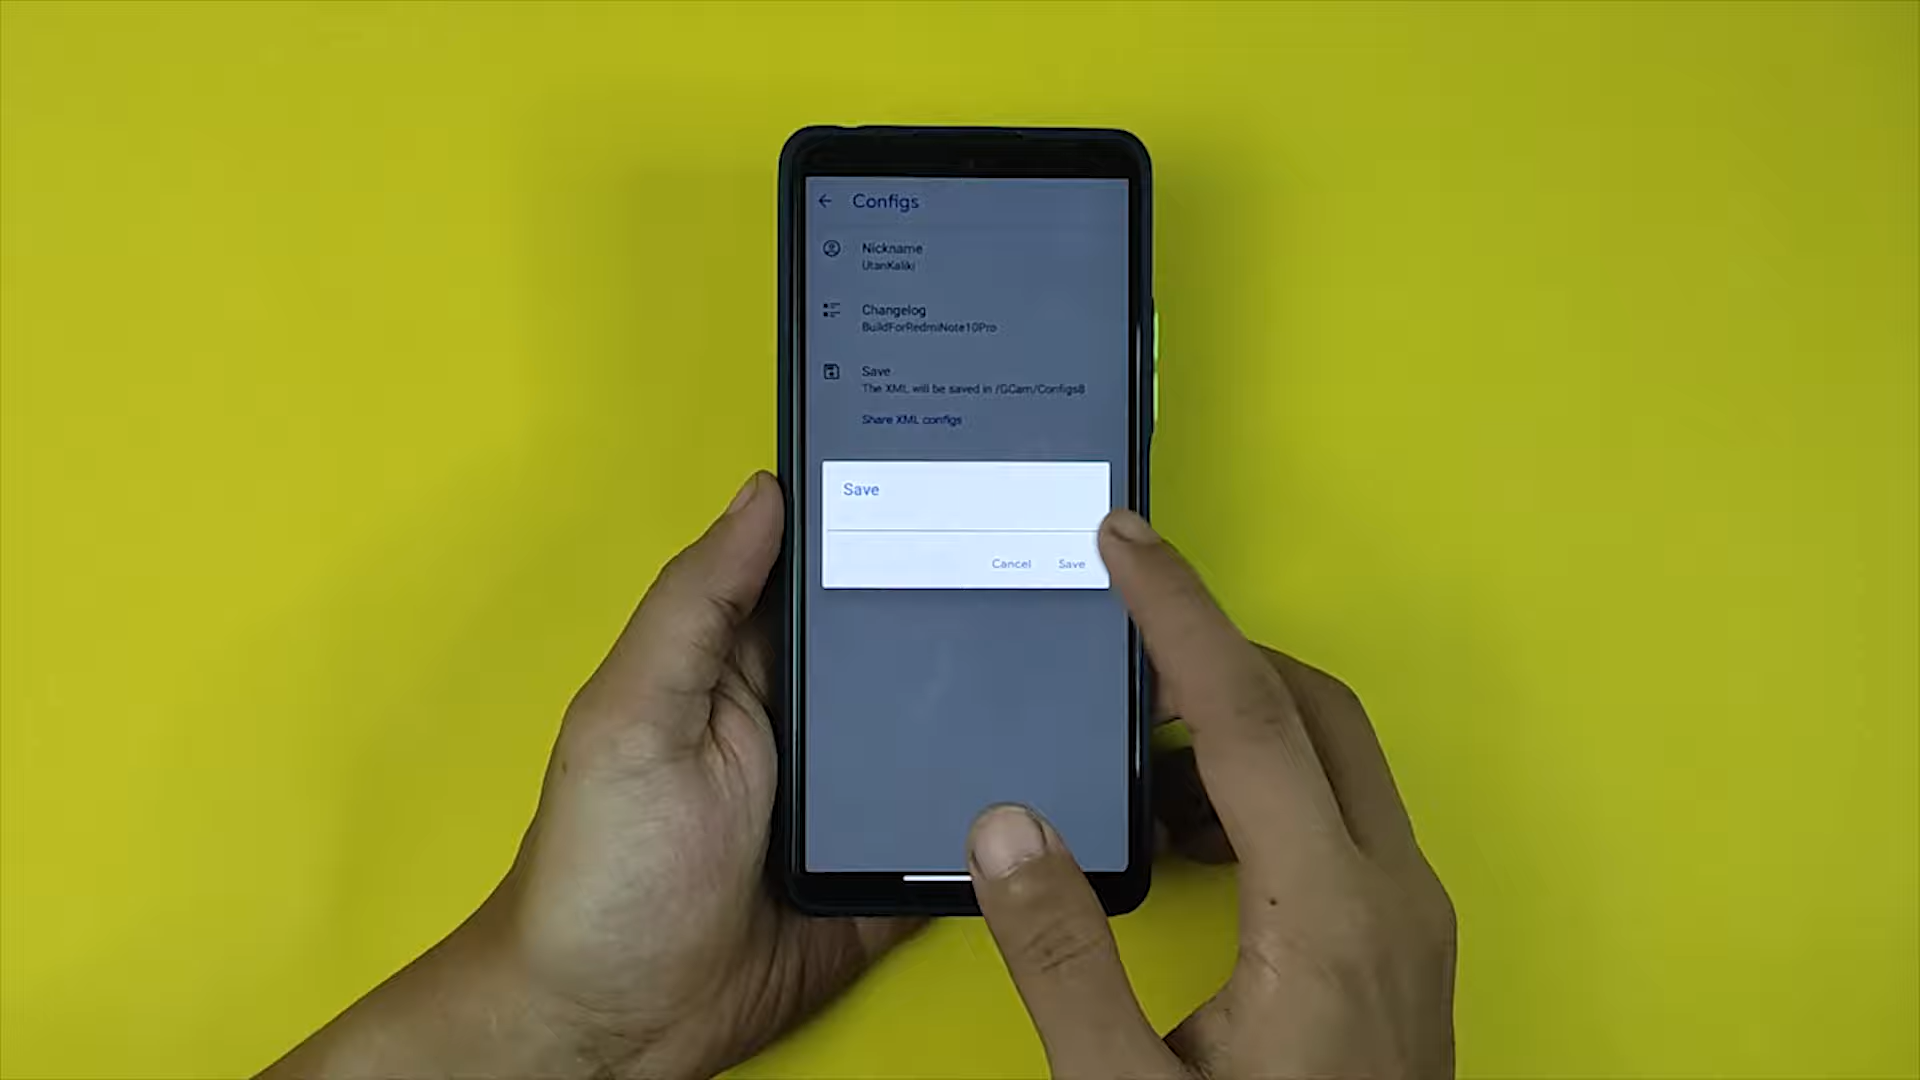 Configs
Nickname
UtanKaliki
Changelog
BuildForRedmiNote10Pro
Save
The XML will be saved in /GCam/Configs8
Share XML configs
Save
Cancel Save